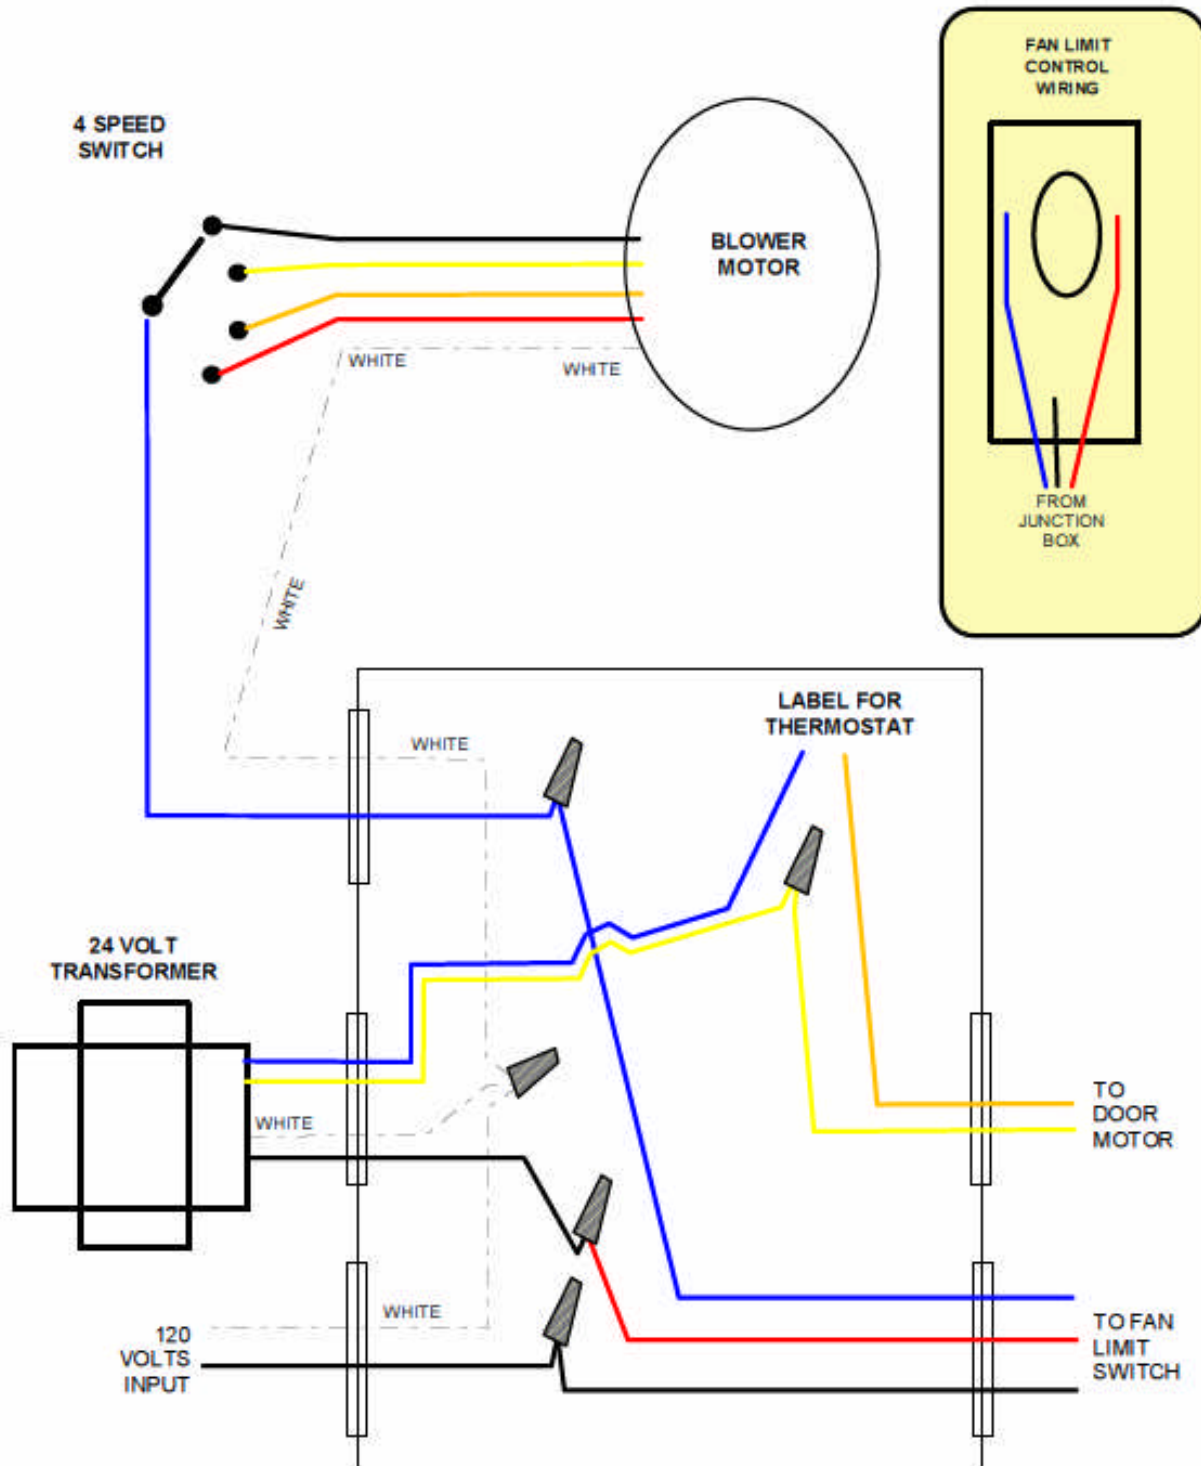 FAN LIMIT
CONTROL
WIRING
4 SPEED
SWITCH
BLOWER
MOTOR
WHITE
WHITE
FROM
JUNCTION
BOX
WHITE
LABEL FOR
THERMOSTAT
WHITE
24 VOLT
TRANSFORMER
WHITE
TO
DOOR
MOTOR
WHITE
120
VOLTS
INPUT
TO FAN
LIMIT
SWITCH